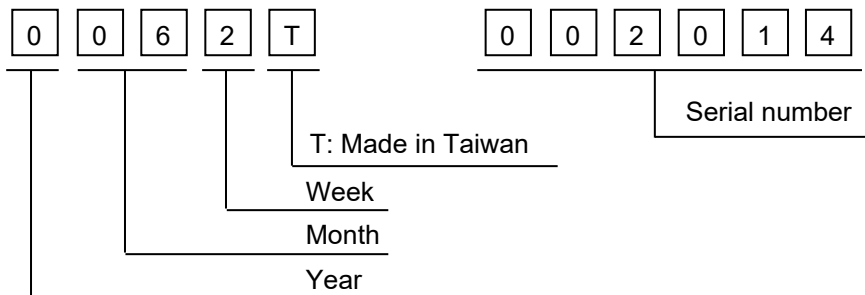 0 0 6 2 T 0 0 2 0 1 4
Serial number
T: Made in Taiwan
Week
Month
Year